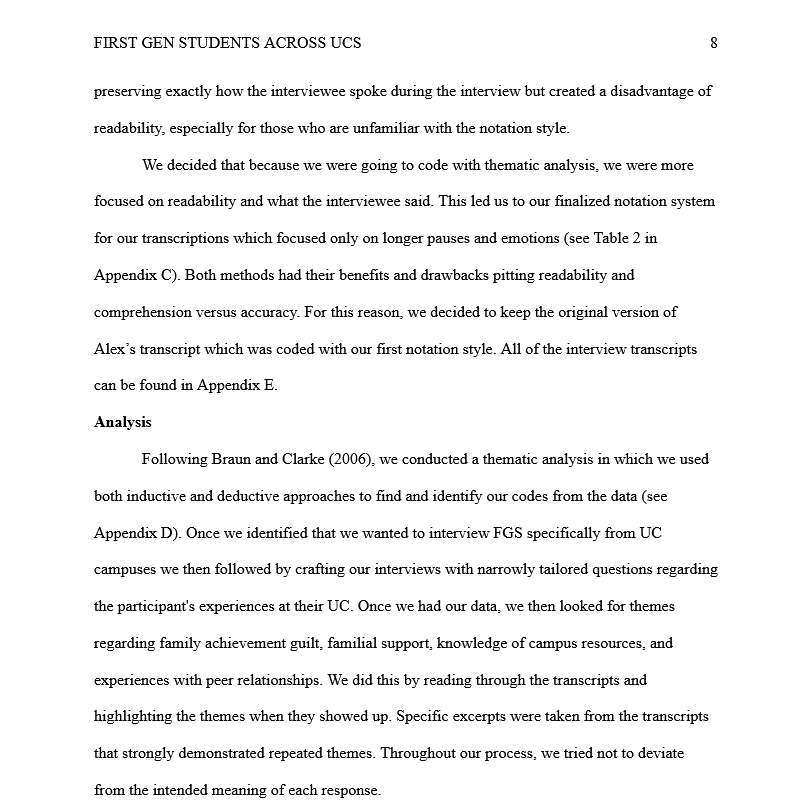 FIRST GEN STUDENTS ACROSS UCS 8
preserving exactly how the interviewee spoke during the interview but created a disadvantage of
readability, especially for those who are unfamiliar with the notation style.
We decided that because we were going to code with thematic analysis, we were more
focused on readability and what the interviewee said. This led us to our finalized notation system
for our transcriptions which focused only on longer pauses and emotions (see Table 2 in
Appendix C). Both methods had their benefits and drawbacks pitting readability and
comprehension versus accuracy. For this reason, we decided to keep the original version of
Alex’s transcript which was coded with our first notation style. All of the interview transcripts
can be found in Appendix E.
Analysis
Following Braun and Clarke (2006), we conducted a thematic analysis in which we used
both inductive and deductive approaches to find and identify our codes from the data (see
Appendix D). Once we identified that we wanted to interview FGS specifically from UC
campuses we then followed by crafting our interviews with narrowly tailored questions regarding
the participant's experiences at their UC. Once we had our data, we then looked for themes
regarding family achievement guilt, familial support, knowledge of campus resources, and
experiences with peer relationships. We did this by reading through the transcripts and
highlighting the themes when they showed up. Specific excerpts were taken from the transcripts
that strongly demonstrated repeated themes. Throughout our process, we tried not to deviate
from the intended meaning of each response.